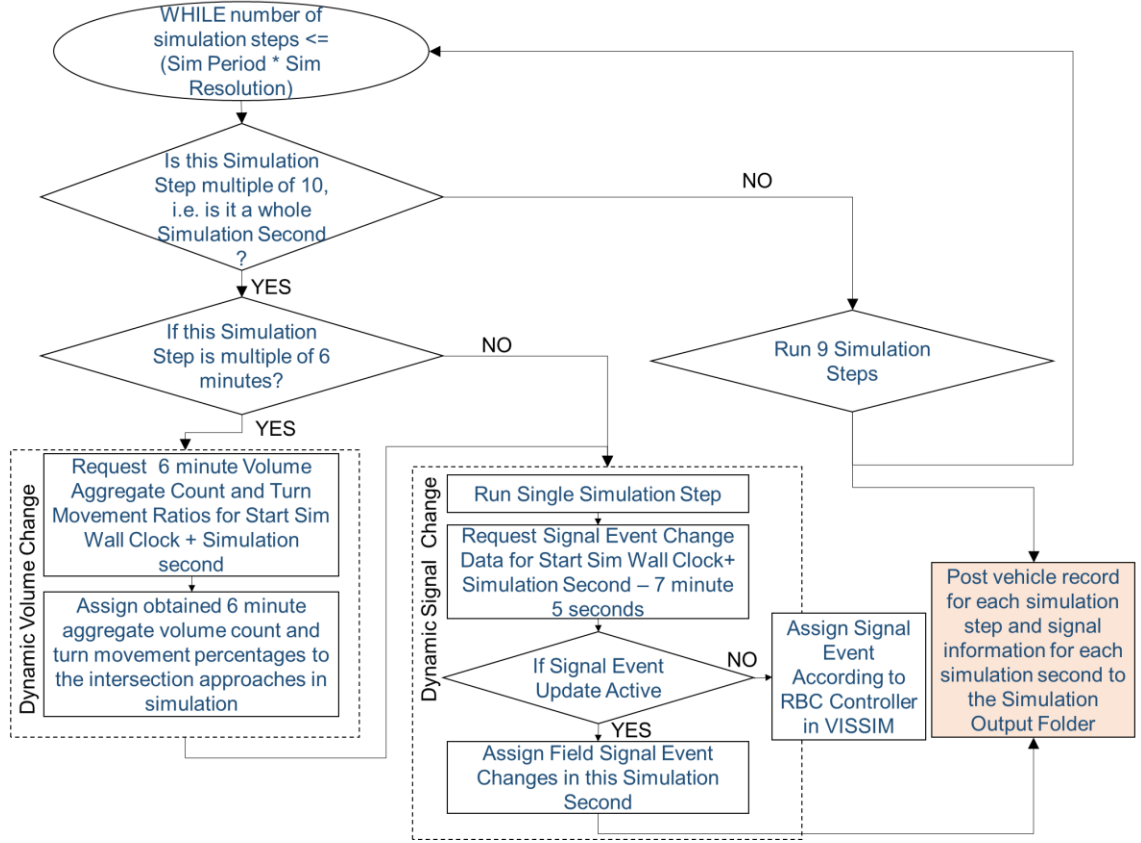 WHILE number of
simulation steps <=
(Sim Period * Sim
Resolution)
Is this Simulation
Step multiple of 10,
i.e. is it a whole
Simulation Second
?
NO
YES
If this Simulation
Step is multiple of 6
minutes?
NO
YES
Run 9 Simulation
Steps
Dynamic Volume Change
Request 6 minute Volume
Aggregate Count and Turn
Movement Ratios for Start Sim
Wall Clock + Simulation
second
Assign obtained 6 minute
aggregate volume count and
turn movement percentages to
the intersection approaches in
simulation
Dynamic Signal Change
Run Single Simulation Step
Request Signal Event Change
Data for Start Sim Wall Clock+
Simulation Second – 7 minute
5 seconds
If Signal Event
Update Active
NO
YES
Assign Signal
Event
According to
RBC Controller
in VISSIM
Assign Field Signal Event
Changes in this Simulation
Second
Post vehicle record
for each simulation
step and signal
information for each
simulation second to
the Simulation
Output Folder